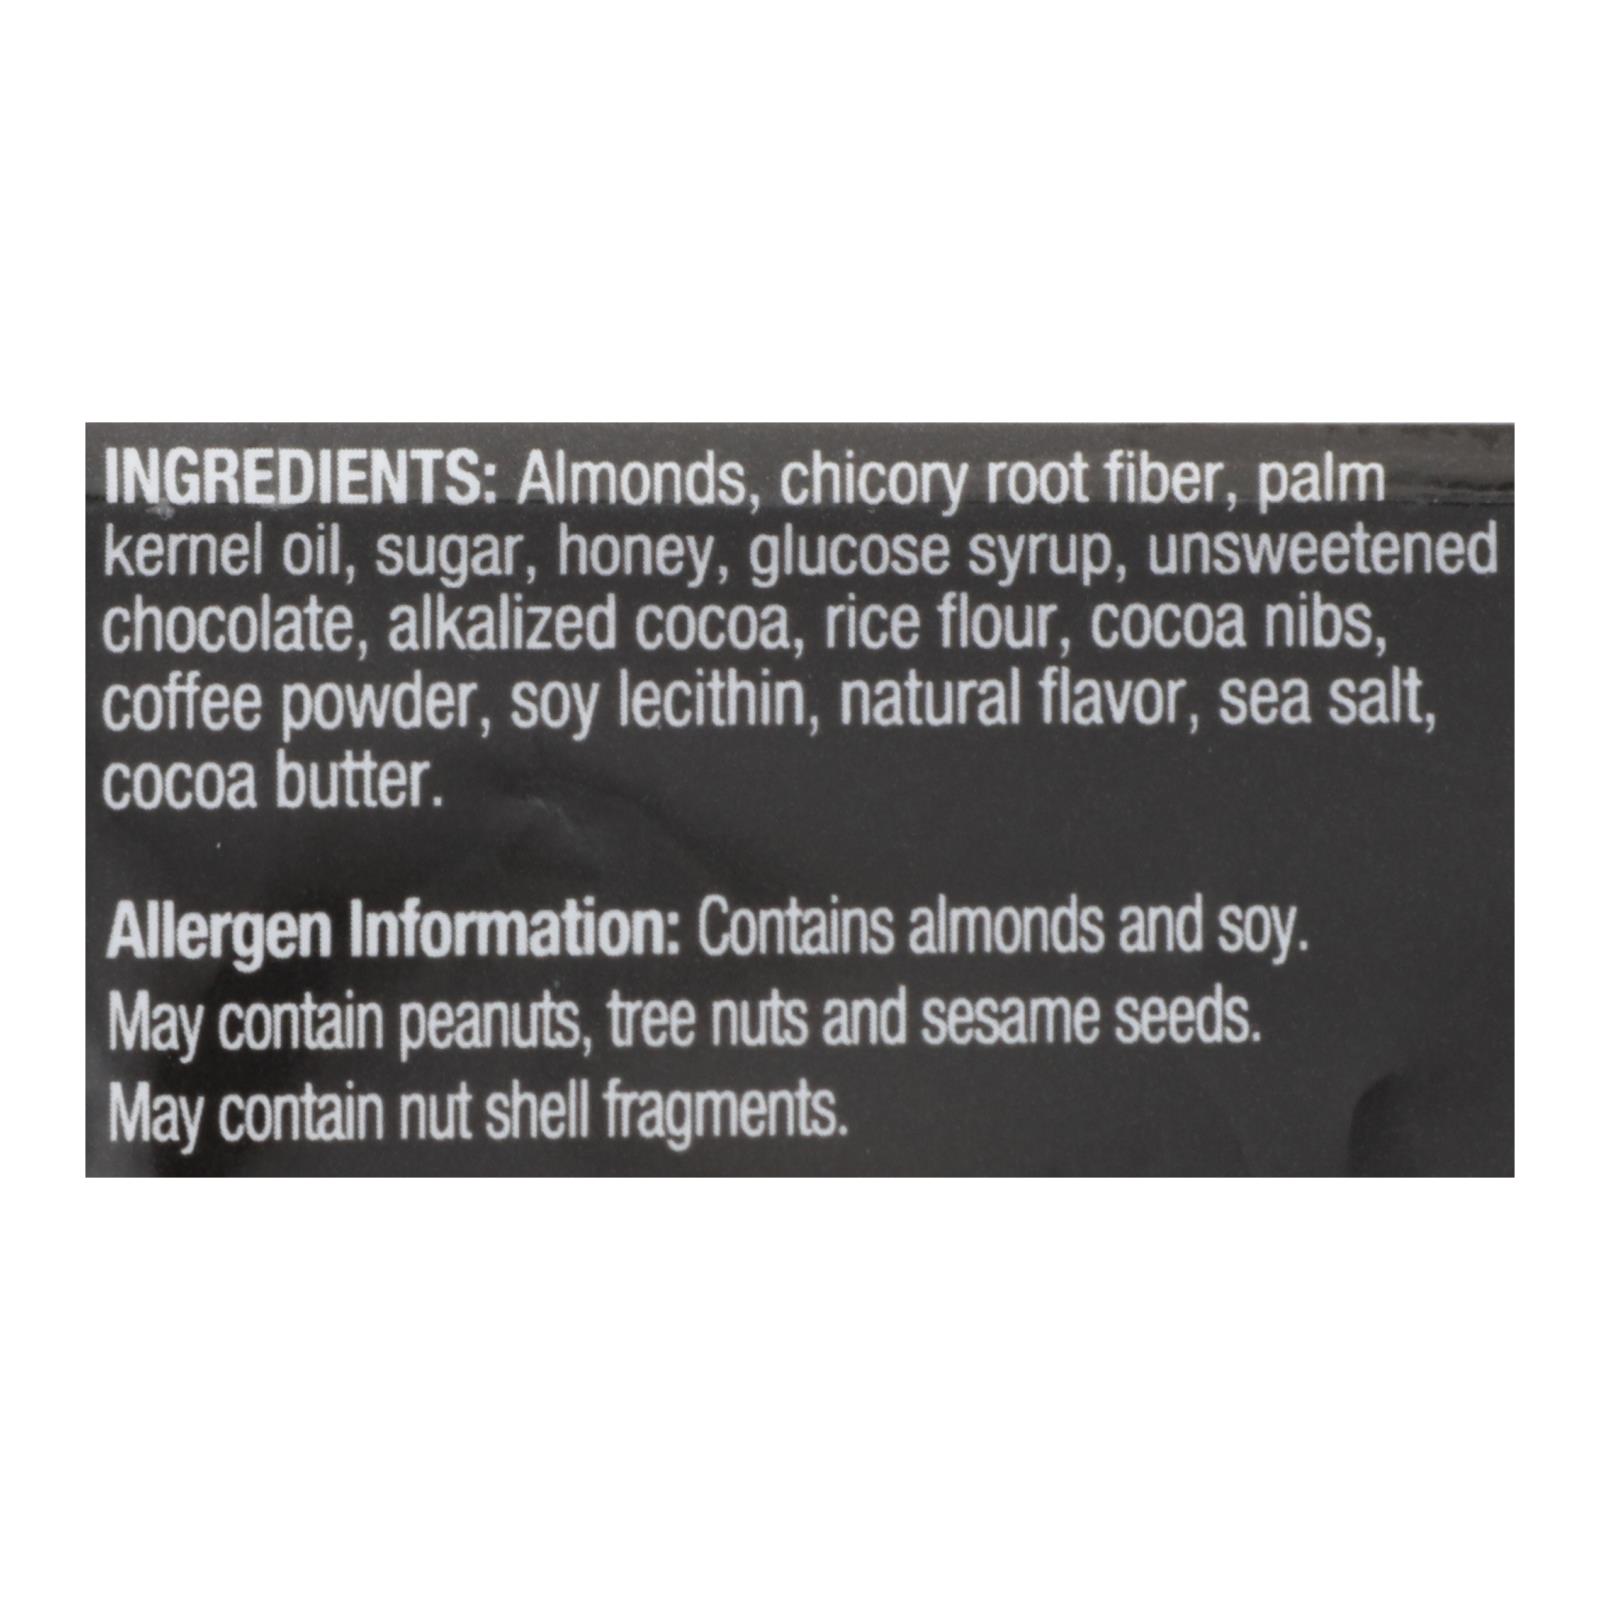 INGREDIENTS: Almonds, chicory root fiber, palm
kernel oil, sugar, honey, glucose syrup, unsweetened
chocolate, alkalized cocoa, rice flour, cocoa nibs,
coffee powder, soy lecithin, natural flavor, sea salt,
cocoa butter.
Allergen Information: Contains almonds and soy.
May contain peanuts, tree nuts and sesame seeds.
May contain nut shell fragments.